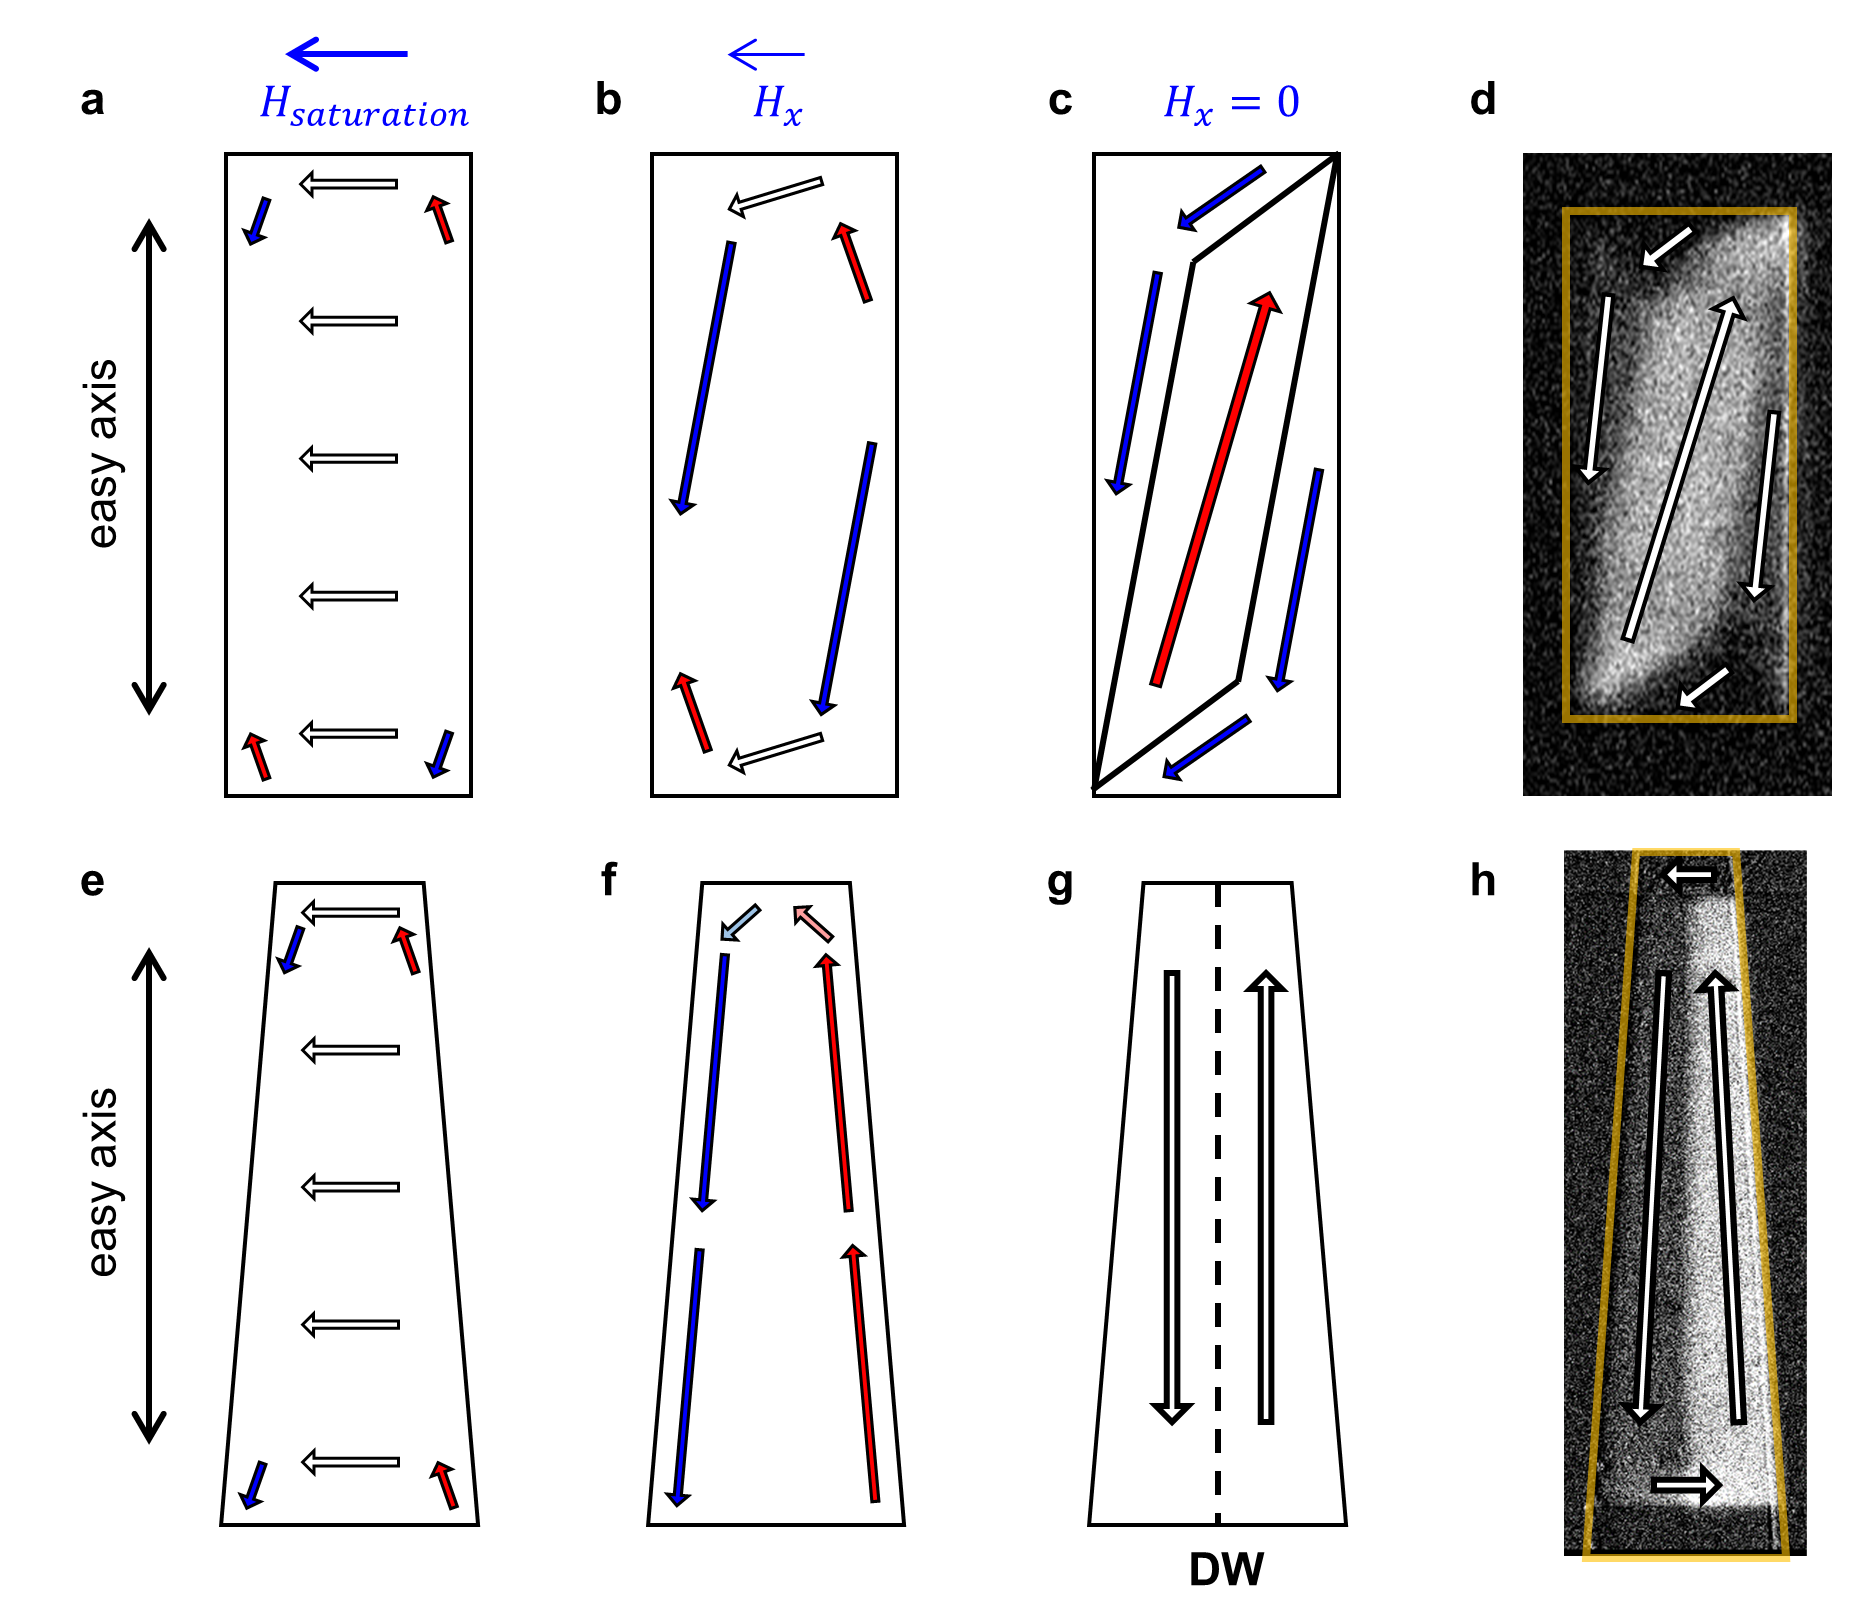 a
H_saturation
b
H_x
c
H_x = 0
d
easy axis
e
f
g
h
easy axis
DW